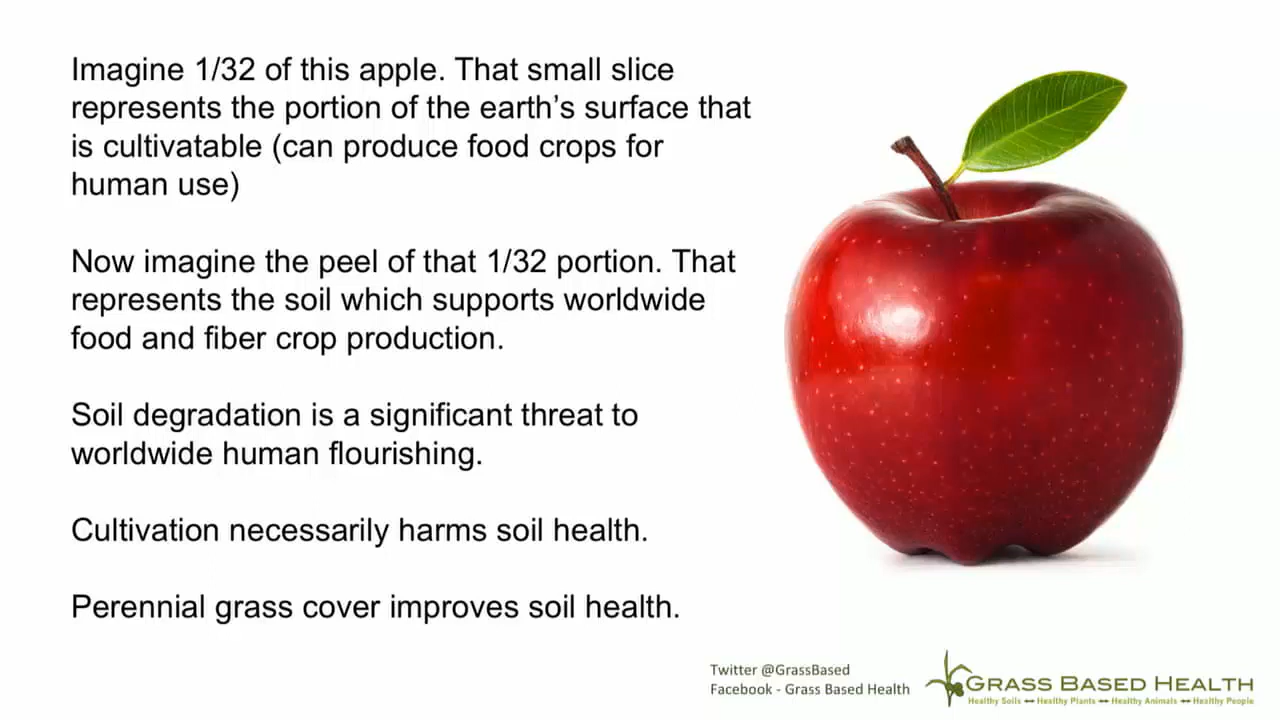 Imagine 1/32 of this apple. That small slice
represents the portion of the earth’s surface that
is cultivatable (can produce food crops for
human use)
Now imagine the peel of that 1/32 portion. That
represents the soil which supports worldwide
food and fiber crop production.
Soil degradation is a significant threat to
worldwide human flourishing.
Cultivation necessarily harms soil health.
Perennial grass cover improves soil health.
Twitter @GrassBased
Facebook - Grass Based Health
GRASS BASED HEALTH
Healthy Soils ↔ Healthy Plants ↔ Healthy Animals ↔ Healthy People